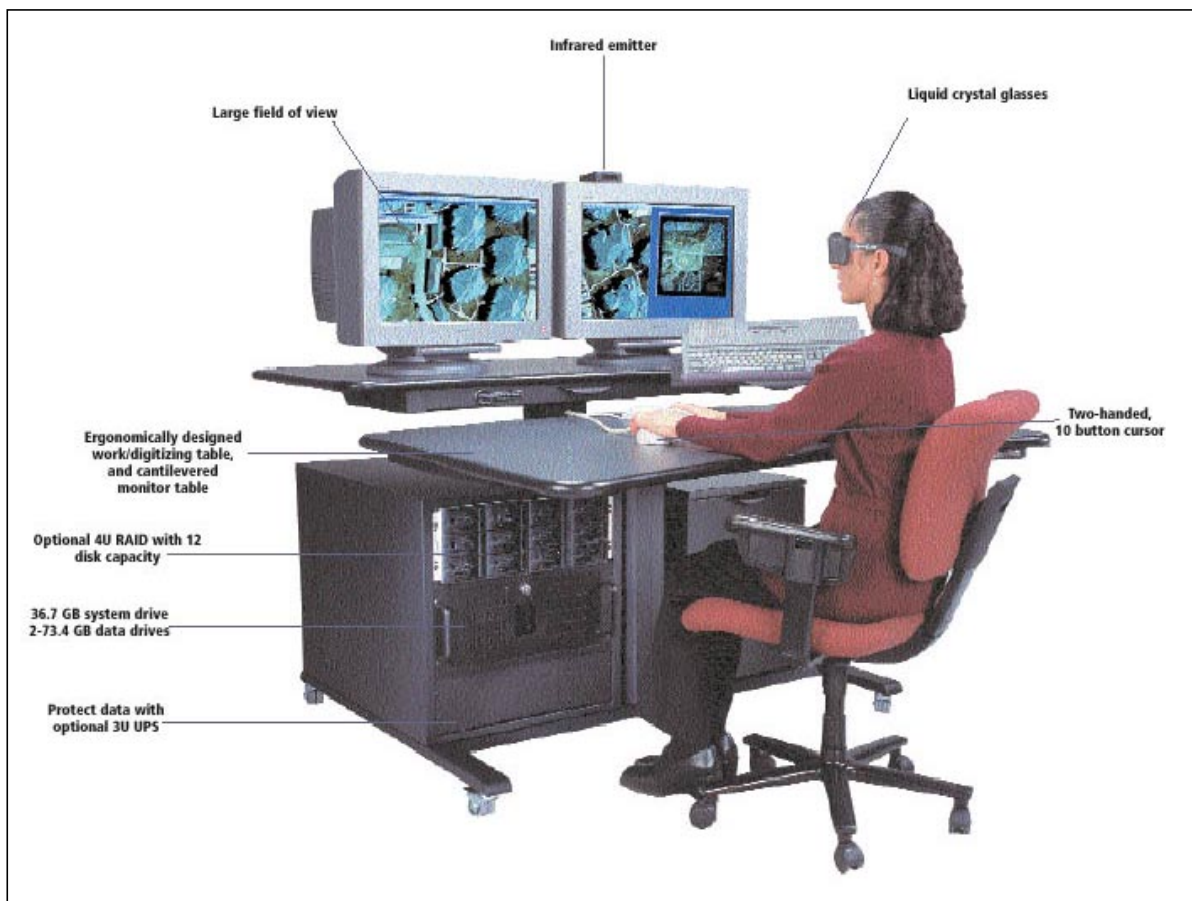 Infrared emitter
Liquid crystal glasses
Large field of view
Two-handed,
10 button cursor
Ergonomically designed
work/digitizing table,
and cantilevered
monitor table
Optional 4U RAID with 12
disk capacity
36.7 GB system drive
2-73.4 GB data drives
Protect data with
optional 3U UPS